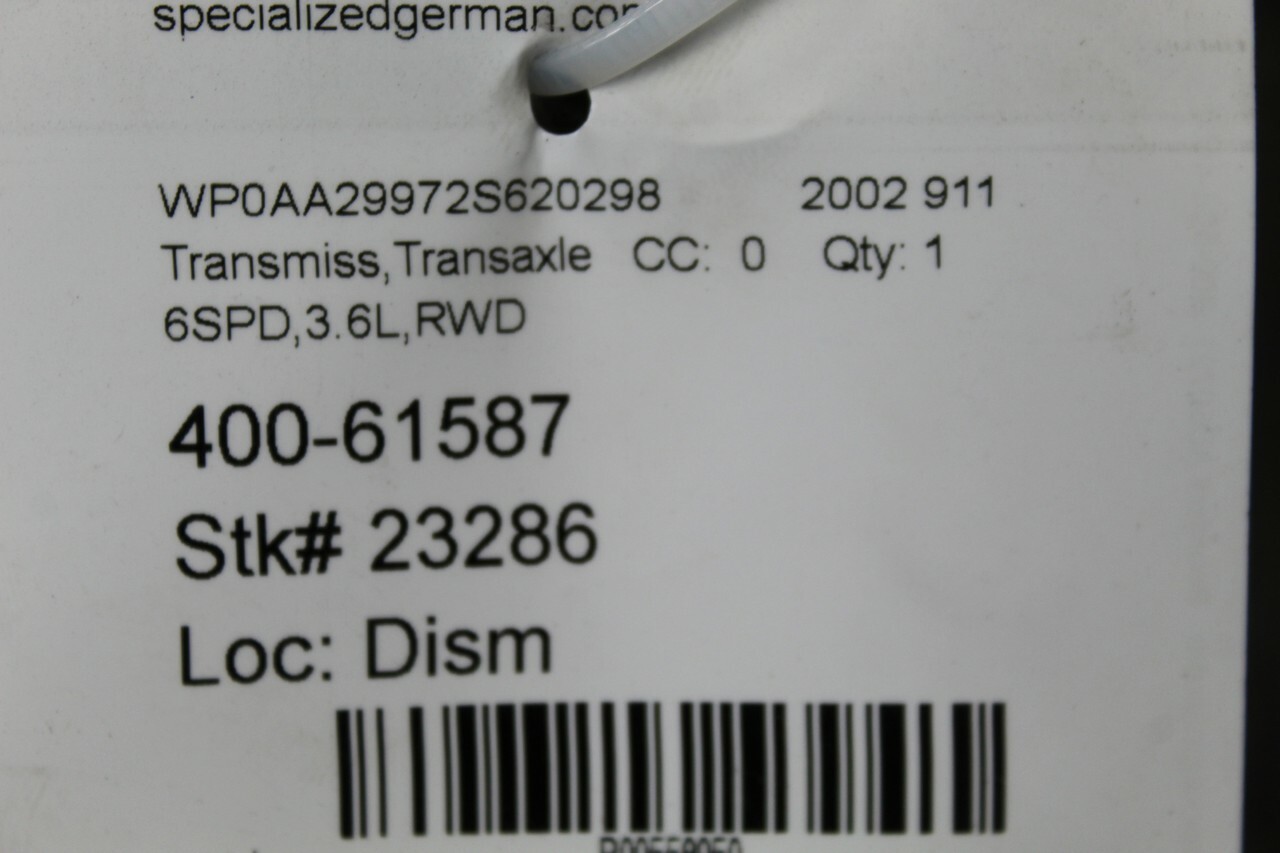 specializedgerman.com
WP0AA29972S620298 2002 911
Transmiss,Transaxle CC: 0 Qty: 1
6SPD,3.6L,RWD
400-61587
Stk# 23286
Loc: Dism